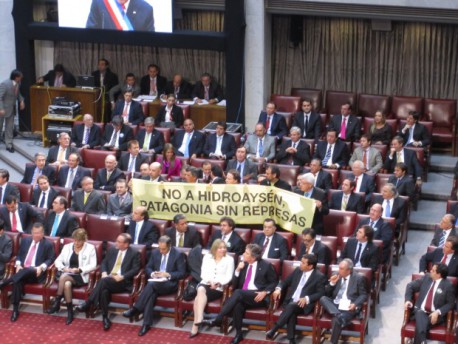 NO A HIDROAYSÉN,
PATAGONIA SIN REPRESAS